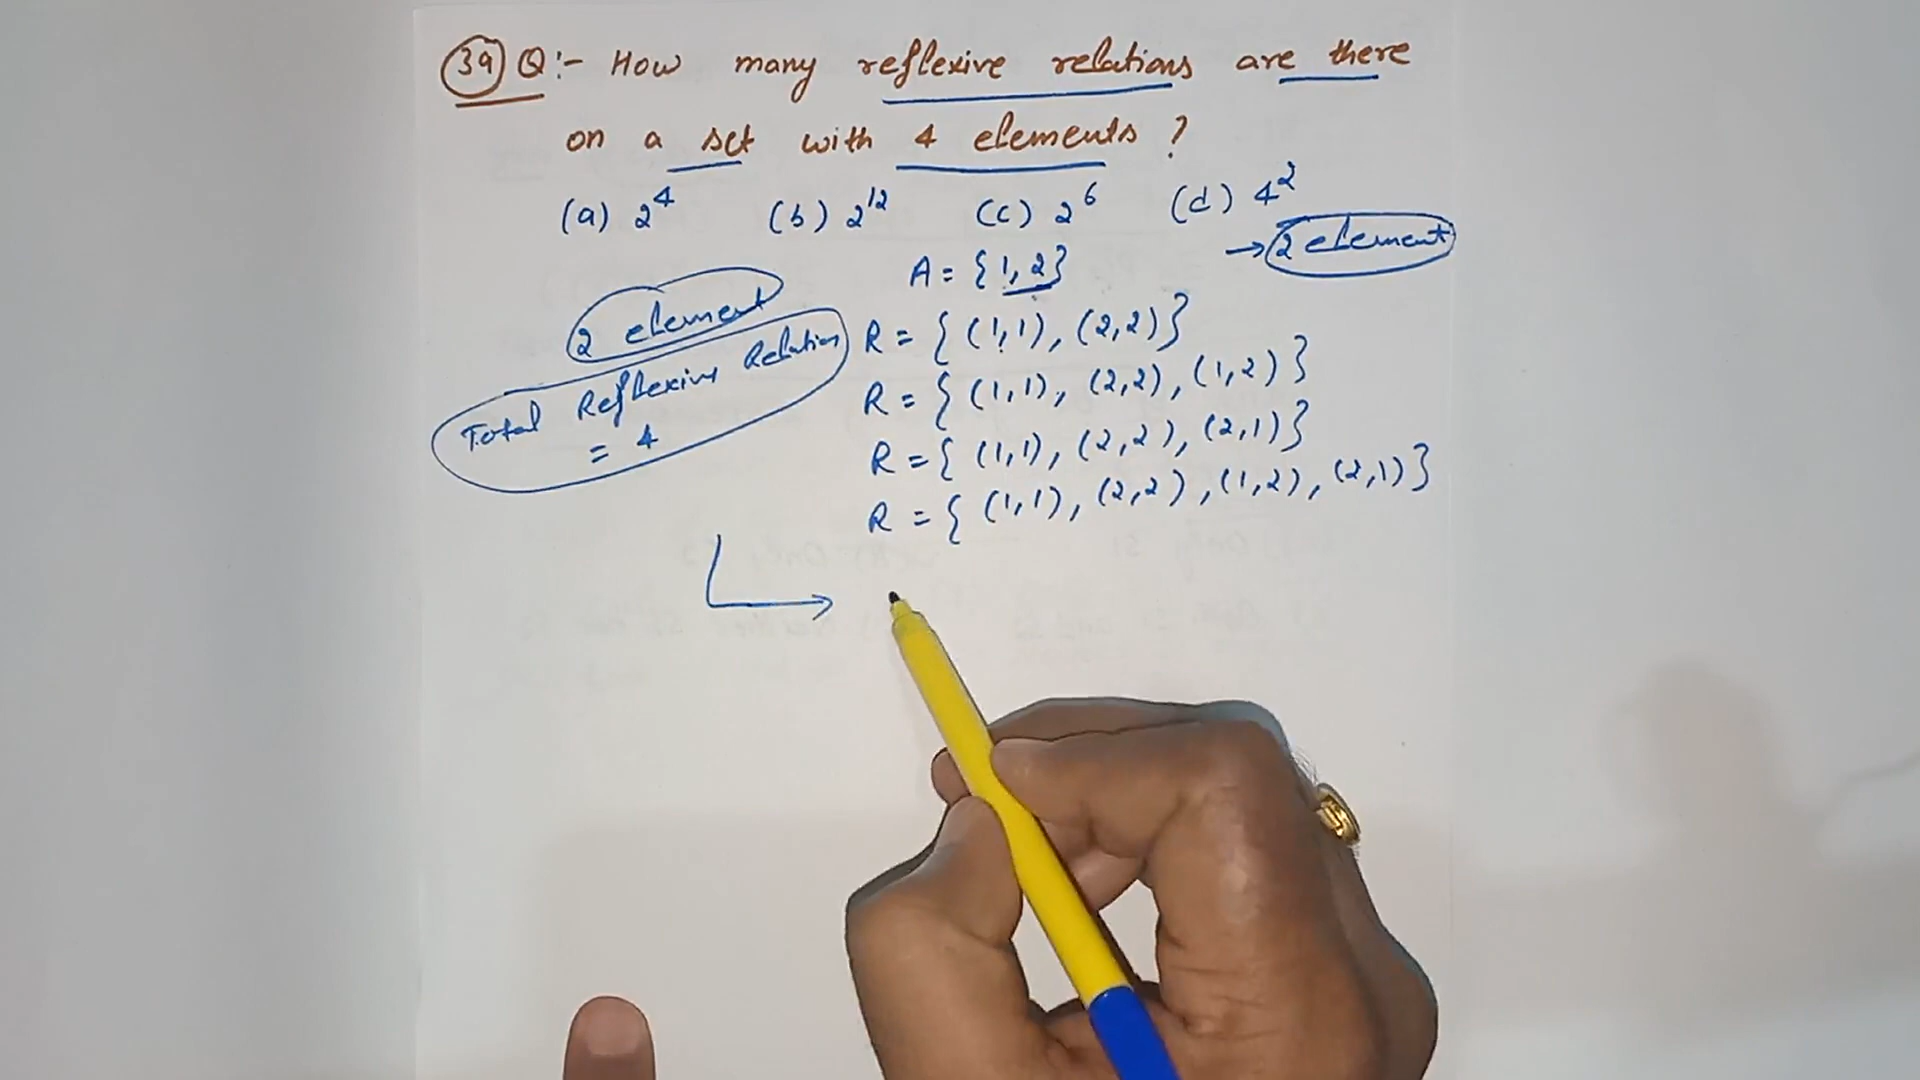 39 Q:- How many reflexive relations are there
on a set with 4 elements ?
(a) 2^4 (b) 2^12 (c) 2^6 (d) 4^2
→ 2 element
A = {1, 2}
2 element
Total Reflexive Relation
= 4
R = { (1,1), (2,2) }
R = { (1,1), (2,2), (1,2) }
R = { (1,1), (2,2), (2,1) }
R = { (1,1), (2,2), (1,2), (2,1) }